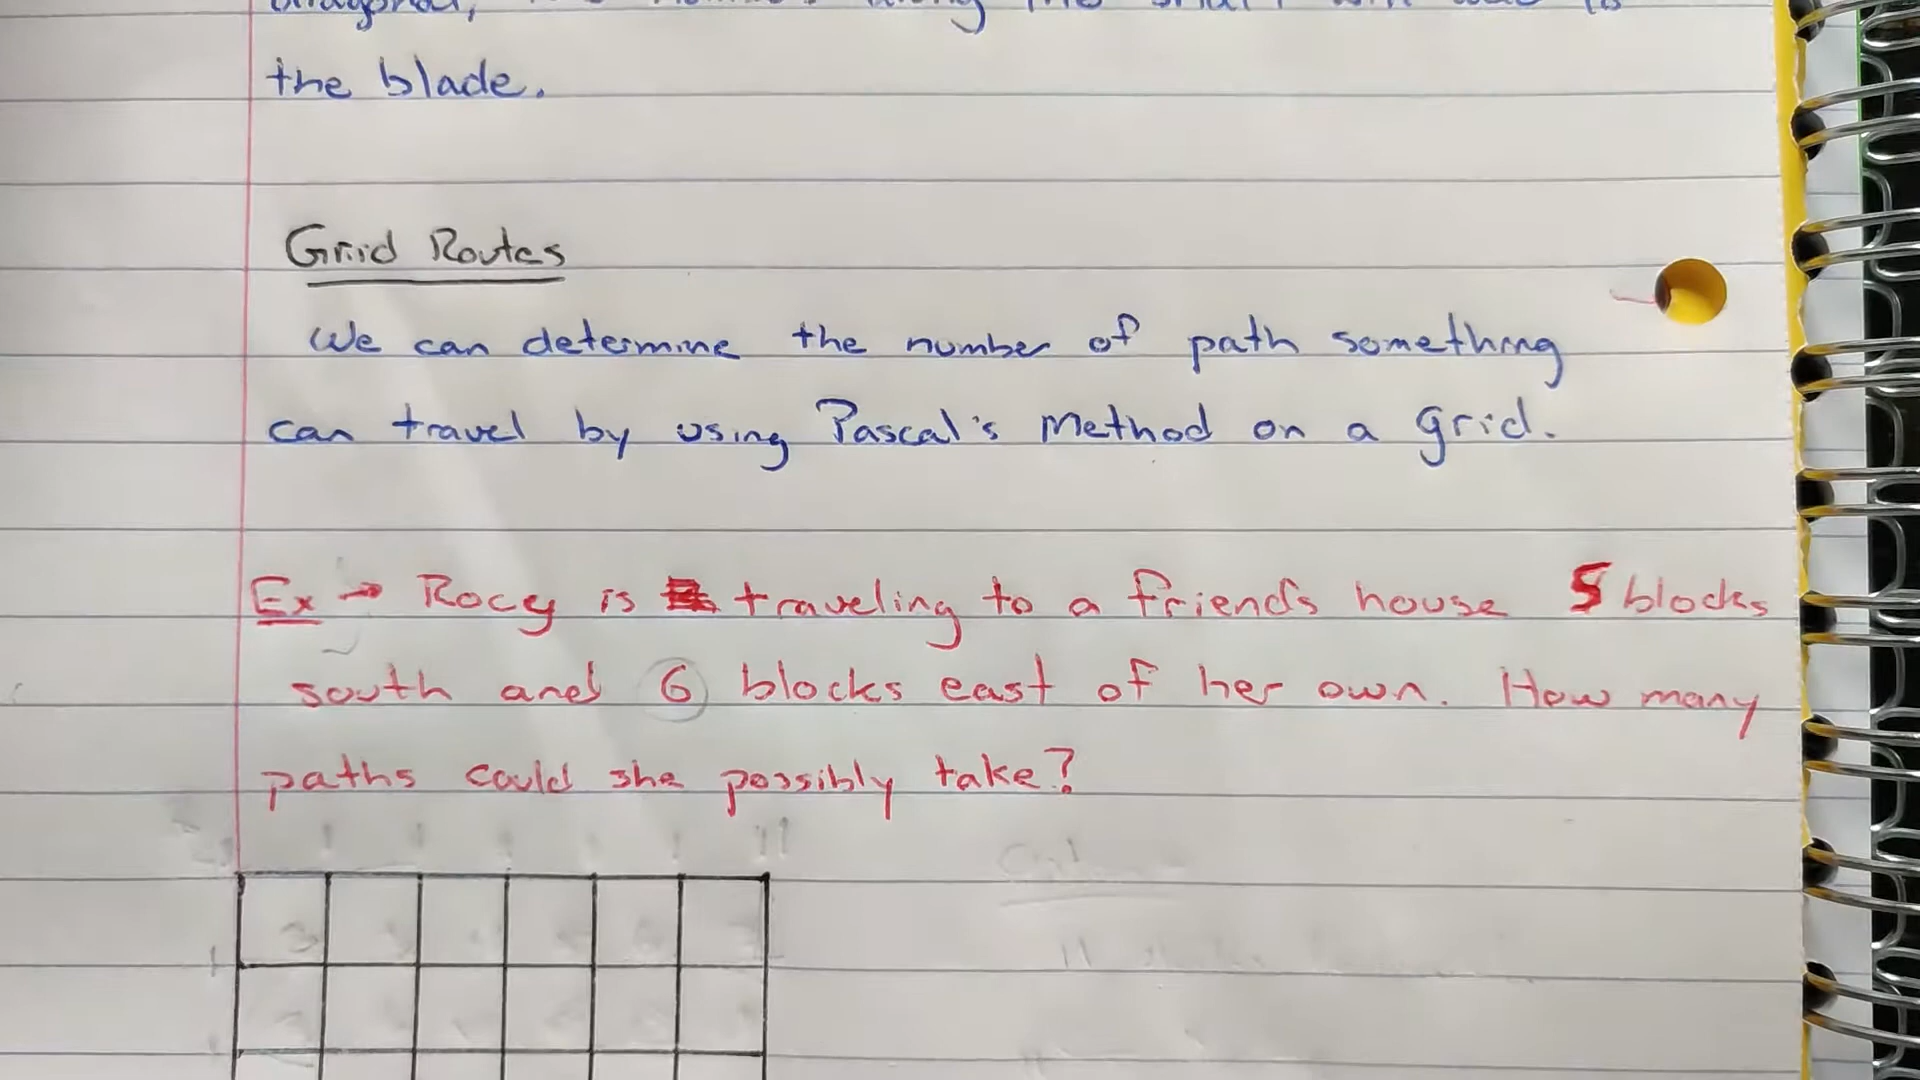 the blade.
Grid Routes
We can determine the number of path something
can travel by using Pascal's Method on a grid.
Ex → Rocy is traveling to a friends house 5 blocks
south and 6 blocks east of her own. How many
paths could she possibly take?